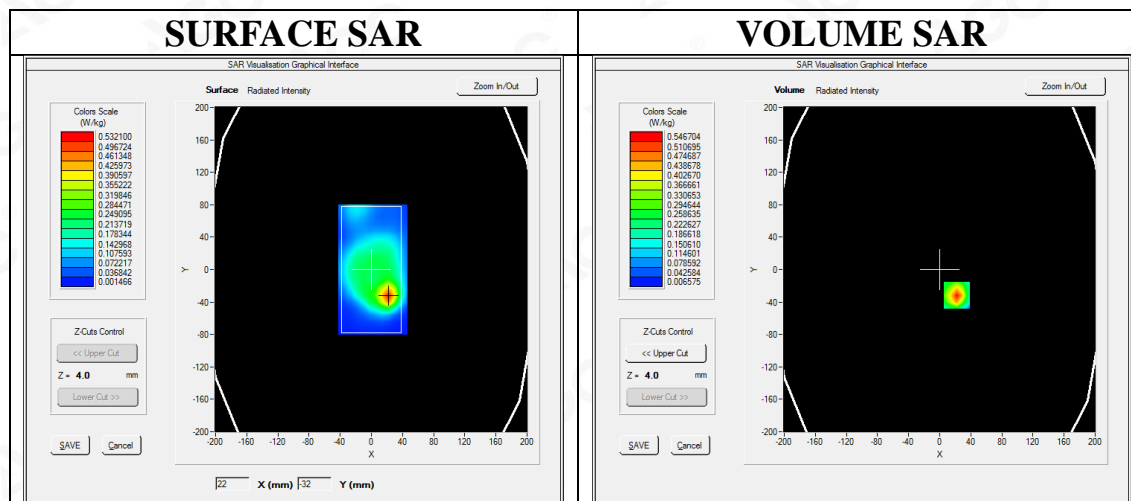 SURFACE SAR
SAR Visualisation Graphical Interface
Surface Radiated Intensity
Zoom In/Out
Colors Scale
(W/kg)
0.532100
0.496724
0.461348
0.425973
0.390597
0.355222
0.319846
0.284471
0.249095
0.213719
0.178344
0.142968
0.107593
0.072217
0.036842
0.001466
200
160
120
80
40
0
-40
-80
-120
-160
-200
Y
-200 -160 -120 -80 -40 0 40 80 120 160 200
X
Z-Cuts Control
<< Upper Cut
Z = 4.0 mm
Lower Cut >>
SAVE Cancel
22 X (mm) -32 Y (mm)
VOLUME SAR
SAR Visualisation Graphical Interface
Volume Radiated Intensity
Zoom In/Out
Colors Scale
(W/kg)
0.546704
0.510695
0.474687
0.438678
0.402670
0.366661
0.330653
0.294644
0.258635
0.222627
0.186618
0.150610
0.114601
0.078592
0.042584
0.006575
200
160
120
80
40
0
-40
-80
-120
-160
-200
Y
-200 -160 -120 -80 -40 0 40 80 120 160 200
X
Z-Cuts Control
<< Upper Cut
Z = 4.0 mm
Lower Cut >>
SAVE Cancel